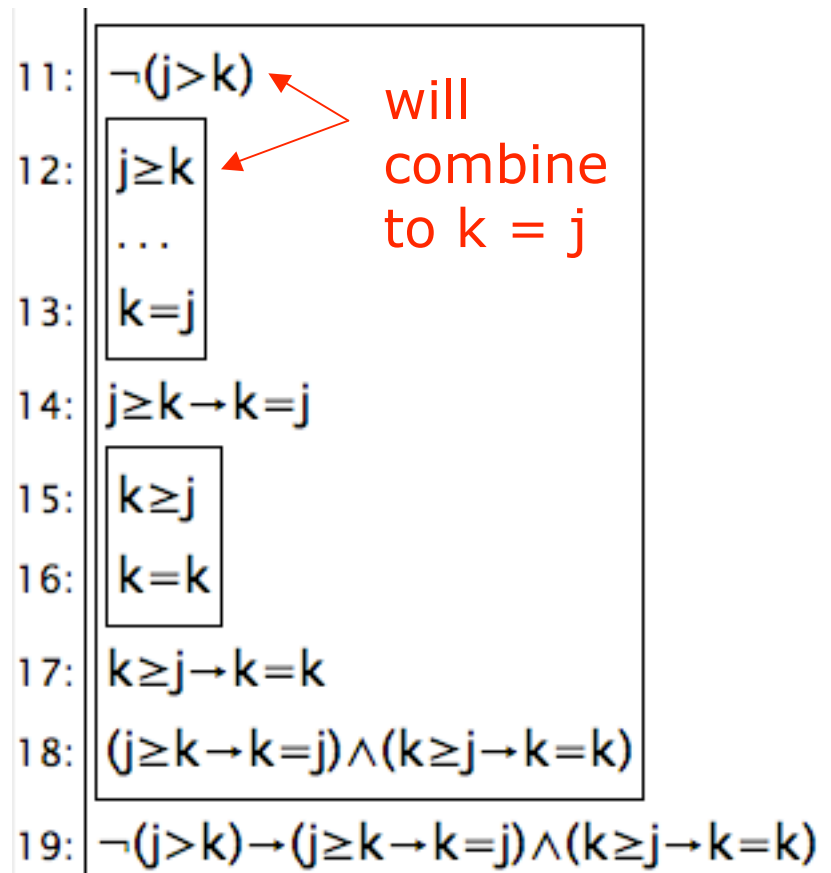 11: ¬(j>k)
will
combine
to k = j
12: j≥k
...
13: k=j
14: j≥k→k=j
15: k≥j
16: k=k
17: k≥j→k=k
18: (j≥k→k=j)∧(k≥j→k=k)
19: ¬(j>k)→(j≥k→k=j)∧(k≥j→k=k)